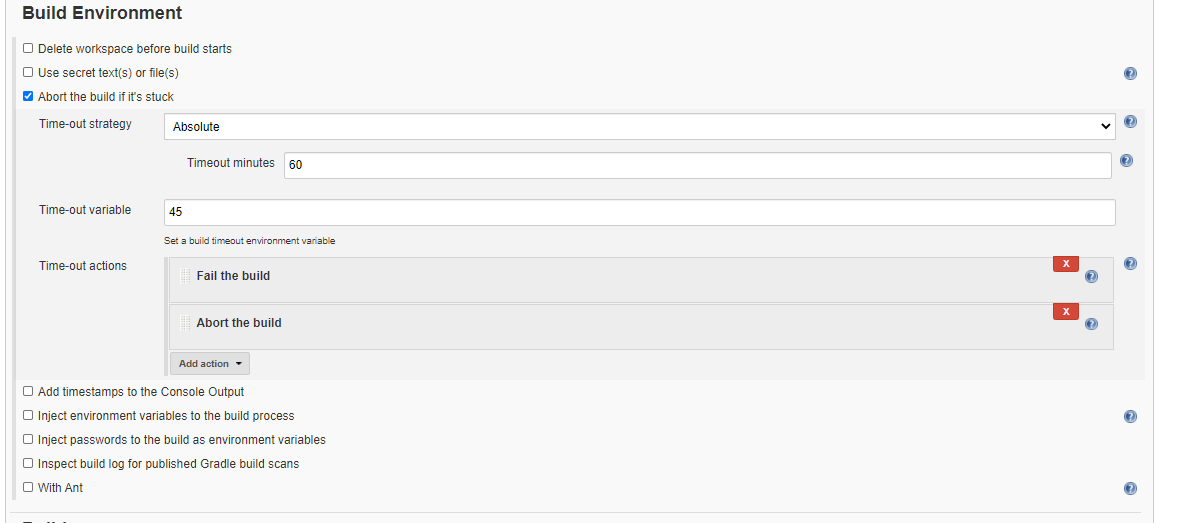 Build Environment
Delete workspace before build starts
Use secret text(s) or file(s)
Abort the build if it's stuck
Time-out strategy Absolute
Timeout minutes 60
Time-out variable 45
Set a build timeout environment variable
Time-out actions
X
Fail the build
X
Abort the build
Add action
Add timestamps to the Console Output
Inject environment variables to the build process
Inject passwords to the build as environment variables
Inspect build log for published Gradle build scans
With Ant